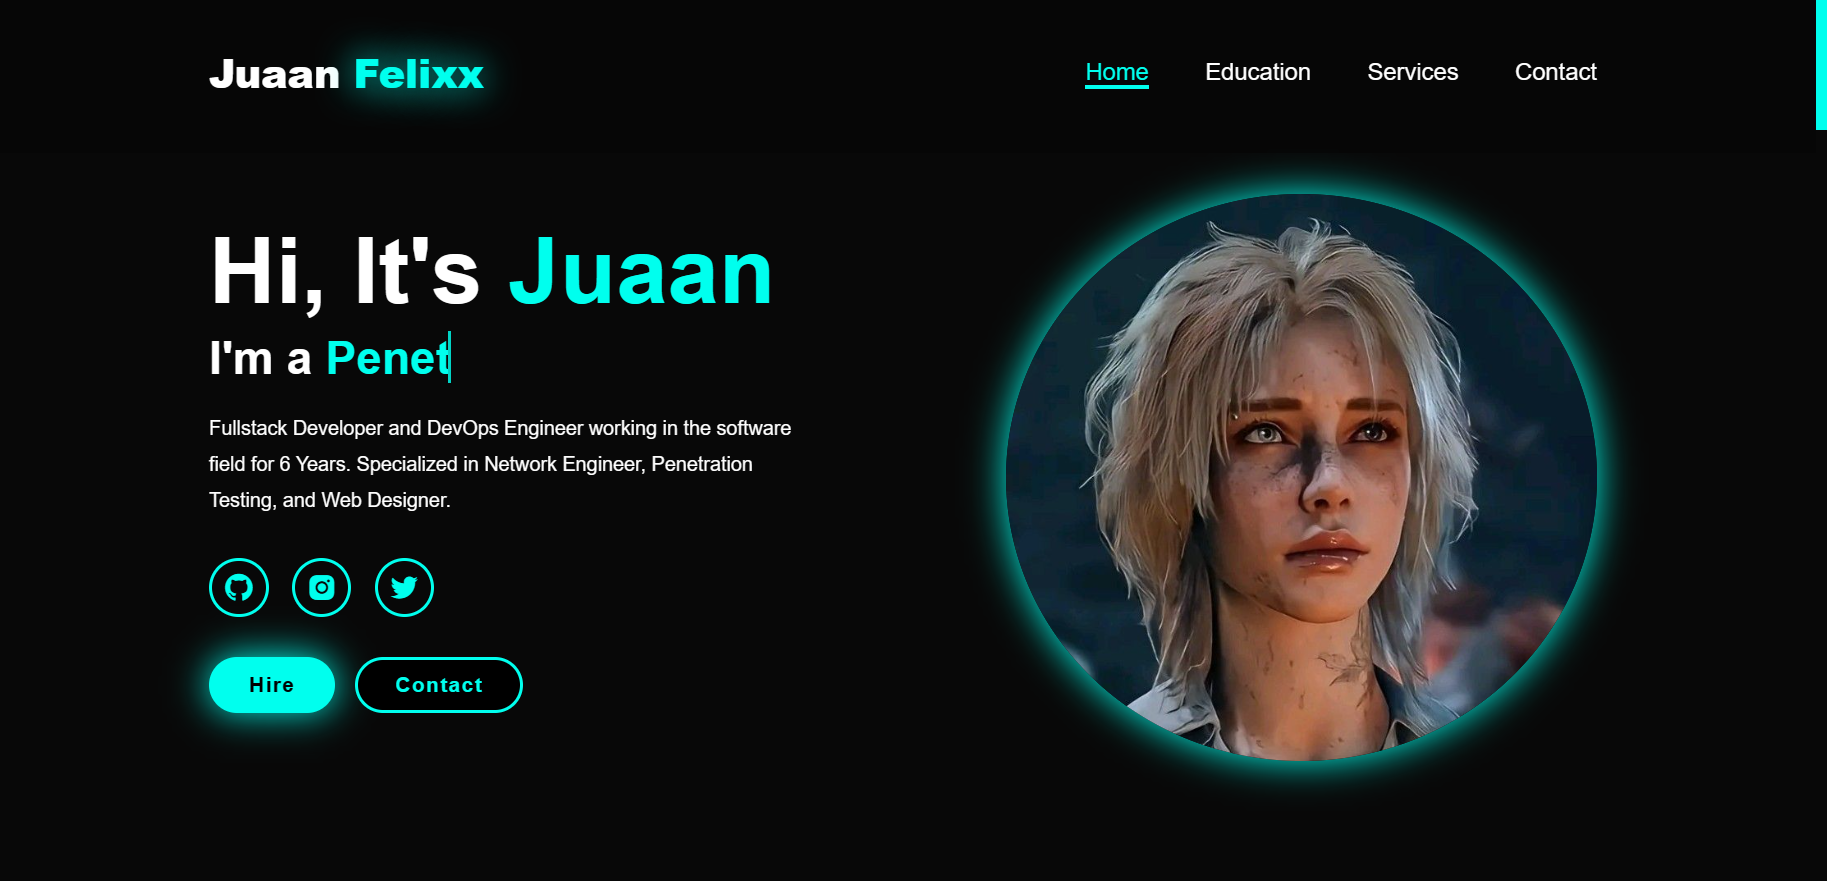 Juaan Felixx
Home Education Services Contact
Hi, It's Juaan
I'm a Penet
Fullstack Developer and DevOps Engineer working in the software
field for 6 Years. Specialized in Network Engineer, Penetration
Testing, and Web Designer.
Hire Contact